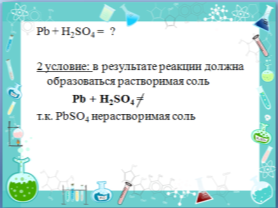 Pb + H₂SO₄ = ?
2 условие: в результате реакции должна
образоваться растворимая соль
Pb + H₂SO₄ ≠
т.к. PbSO₄ нерастворимая соль